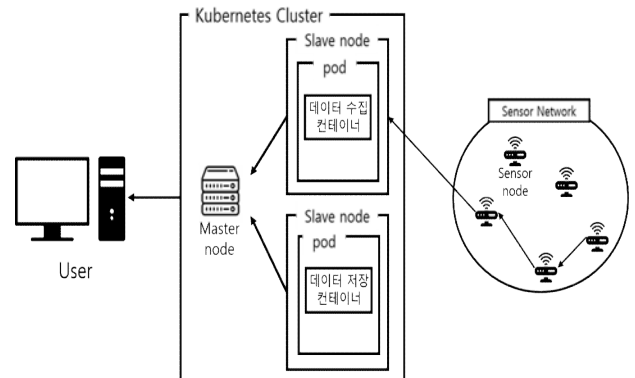 Kubernetes Cluster
Slave node
pod
데이터 수집
컨테이너
Sensor Network
Sensor
node
Master
node
User
Slave node
pod
데이터 저장
컨테이너